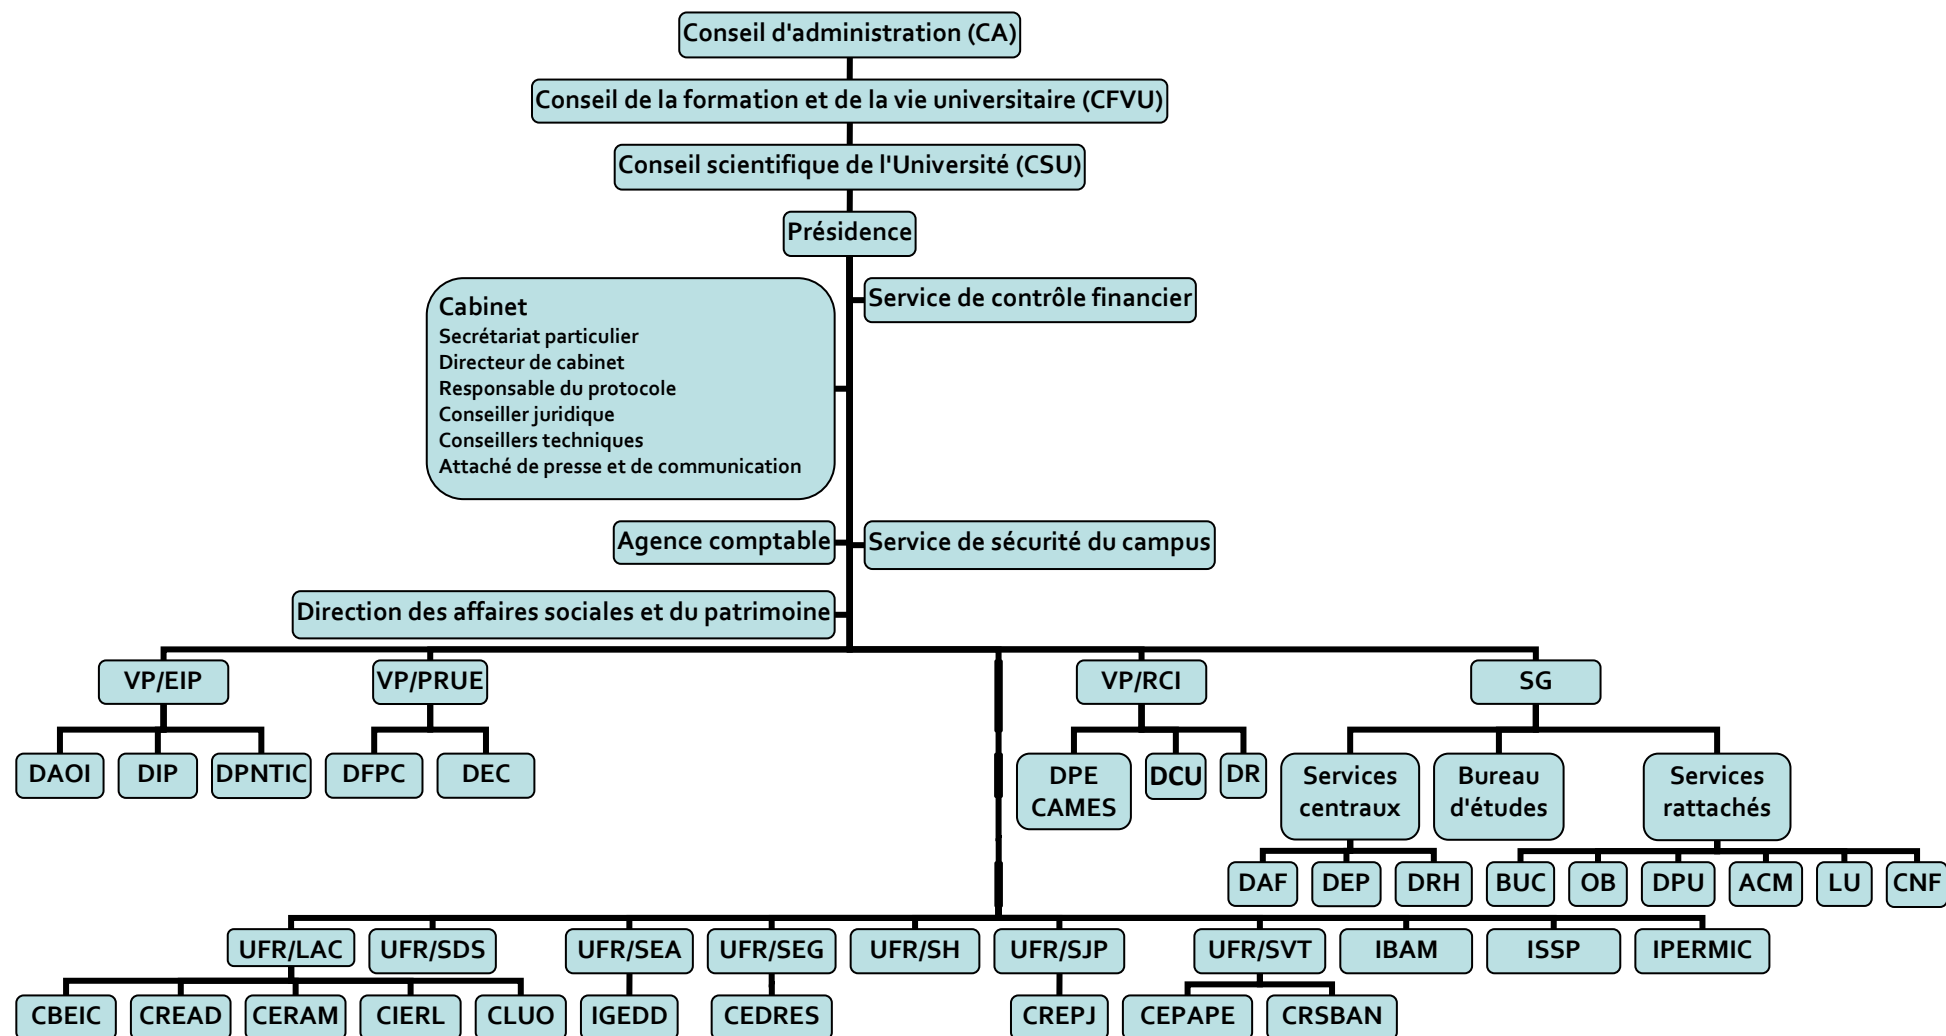 Conseil d'administration (CA)
Conseil de la formation et de la vie universitaire (CFVU)
Conseil scientifique de l'Université (CSU)
Présidence
Cabinet
Secrétariat particulier
Directeur de cabinet
Responsable du protocole
Conseiller juridique
Conseillers techniques
Attaché de presse et de communication
Service de contrôle financier
Agence comptable
Service de sécurité du campus
Direction des affaires sociales et du patrimoine
VP/EIP
VP/PRUE
VP/RCI
SG
DAOI
DIP
DPNTIC
DFPC
DEC
DPE
CAMES
DCU
DR
Services
centraux
Bureau
d'études
Services
rattachés
DAF
DEP
DRH
BUC
OB
DPU
ACM
LU
CNF
UFR/LAC
UFR/SDS
UFR/SEA
UFR/SEG
UFR/SH
UFR/SJP
UFR/SVT
IBAM
ISSP
IPERMIC
CBEIC
CREAD
CERAM
CIERL
CLUO
IGEDD
CEDRES
CREPJ
CEPAPE
CRSBAN